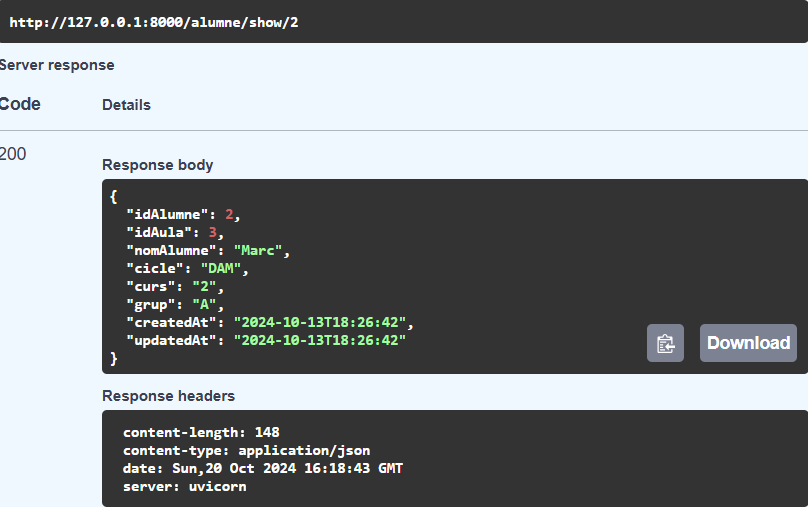 http://127.0.0.1:8000/alumne/show/2
Server response
Code Details
200
Response body
{
"idAlumne": 2,
"idAula": 3,
"nomAlumne": "Marc",
"cicle": "DAM",
"curs": "2",
"grup": "A",
"createdAt": "2024-10-13T18:26:42",
"updatedAt": "2024-10-13T18:26:42"
}
Download
Response headers
content-length: 148
content-type: application/json
date: Sun,20 Oct 2024 16:18:43 GMT
server: uvicorn